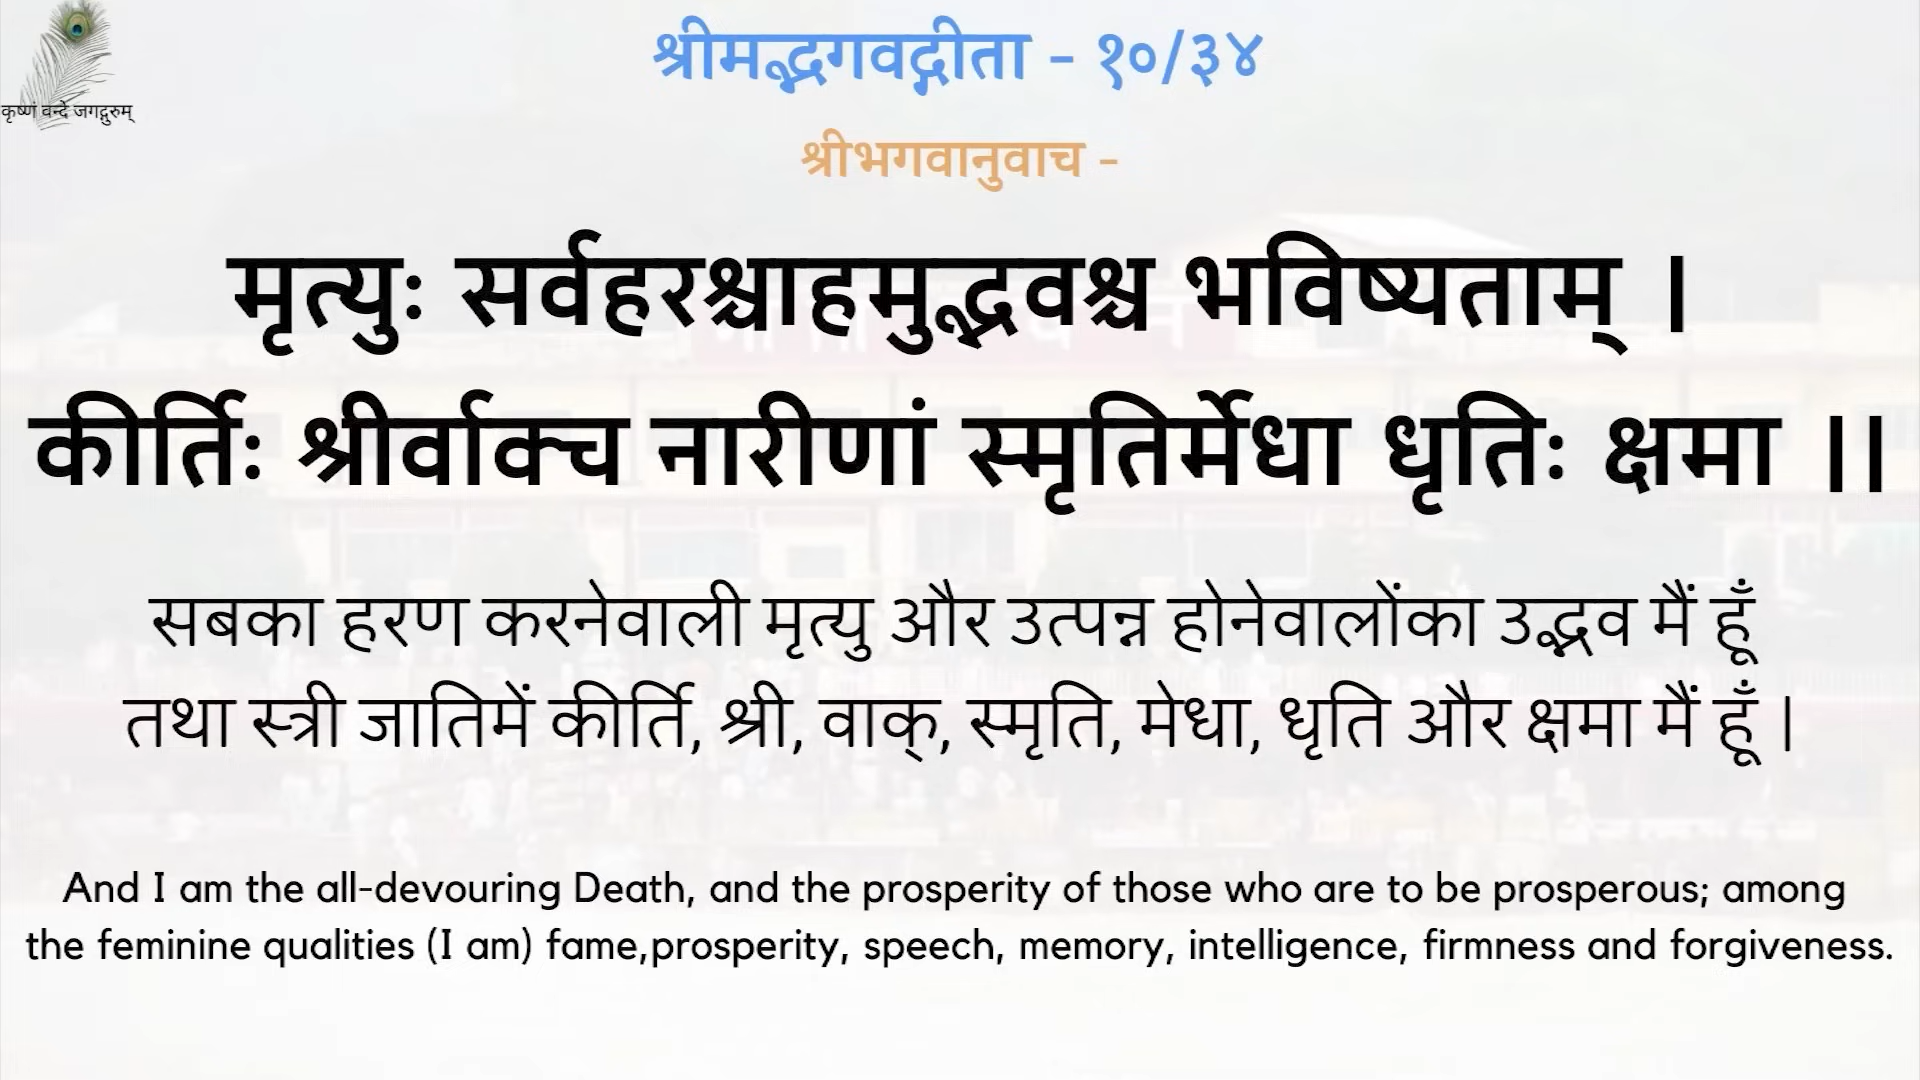 कृष्णं वन्दे जगद्गुरुम्
श्रीमद्भगवद्गीता - १०/३४
श्रीभगवानुवाच -
मृत्युः सर्वहरश्चाहमुद्भवश्च भविष्यताम् ।
कीर्तिः श्रीर्वाक्च नारीणां स्मृतिर्मेधा धृतिः क्षमा ।।
सबका हरण करनेवाली मृत्यु और उत्पन्न होनेवालोंका उद्भव मैं हूँ
तथा स्त्री जातिमें कीर्ति, श्री, वाक्, स्मृति, मेधा, धृति और क्षमा मैं हूँ ।
And I am the all-devouring Death, and the prosperity of those who are to be prosperous; among
the feminine qualities (I am) fame,prosperity, speech, memory, intelligence, firmness and forgiveness.